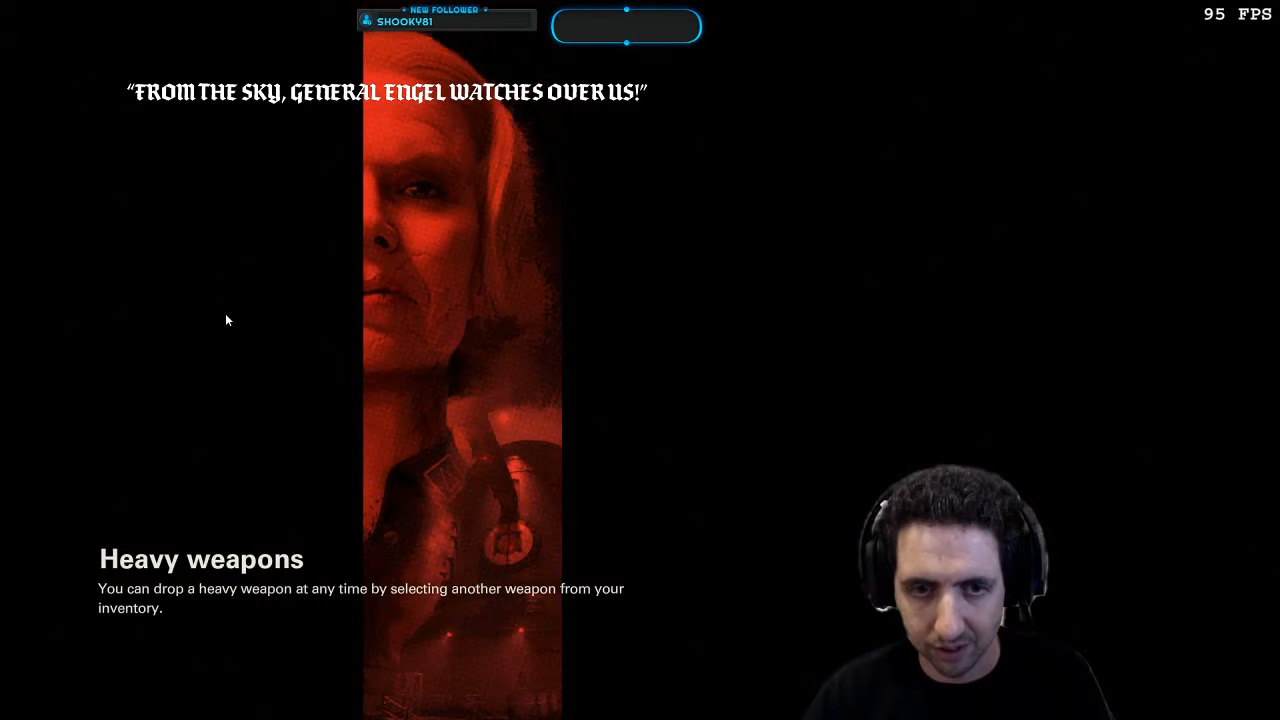 NEW FOLLOWER
SHOOKY81
95 FPS
“FROM THE SKY, GENERAL ENGEL WATCHES OVER US!”
Heavy weapons
You can drop a heavy weapon at any time by selecting another weapon from your
inventory.